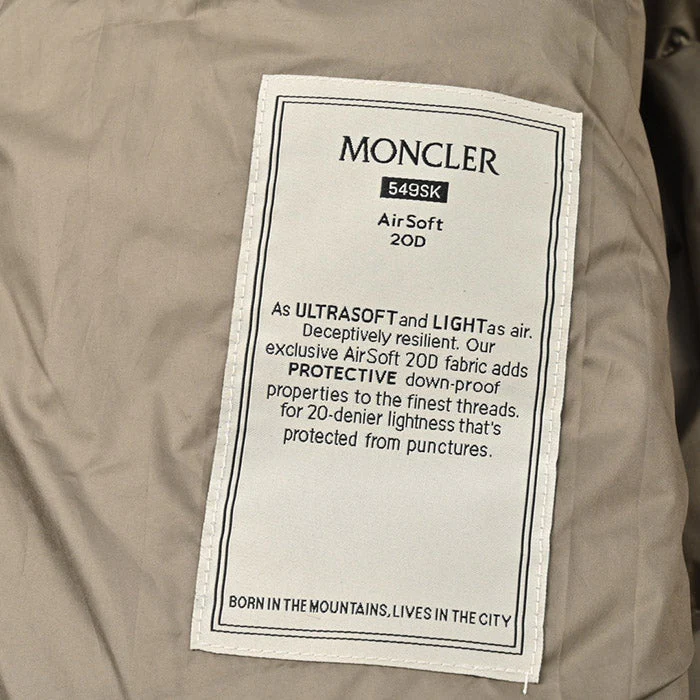 MONCLER
549SK
AirSoft
20D
As ULTRASOFT and LIGHT as air.
Deceptively resilient. Our
exclusive AirSoft 20D fabric adds
PROTECTIVE down-proof
properties to the finest threads.
for 20-denier lightness that's
protected from punctures.
BORN IN THE MOUNTAINS, LIVES IN THE CITY